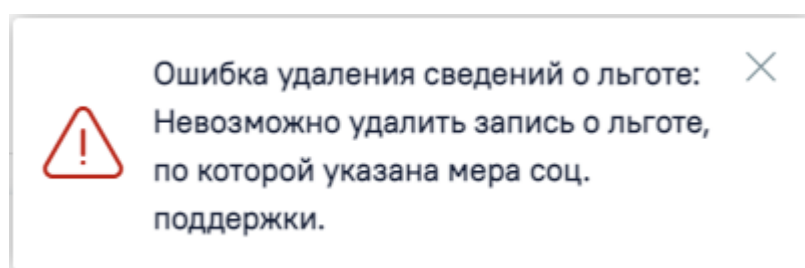 Ошибка удаления сведений о льготе:
Невозможно удалить запись о льготе,
по которой указана мера соц.
поддержки.